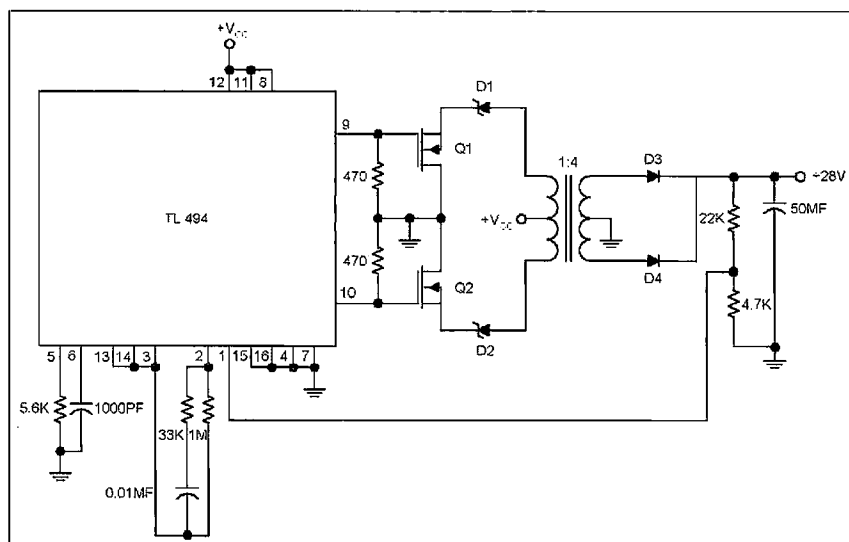 +VCC
12 11 8
D1
9
Q1
1:4
D3
÷28V
470
TL 494
+VCC
22K
50MF
470
D4
10
Q2
4.7K
D2
5 6 13 14 3 2 1 15 16 4 7
5.6K
1000PF
33K 1M
0.01MF